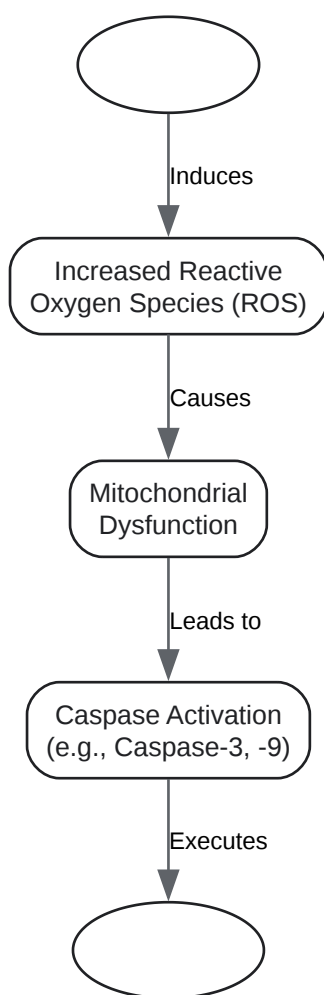 Induces
Increased Reactive
Oxygen Species (ROS)
Causes
Mitochondrial
Dysfunction
Leads to
Caspase Activation
(e.g., Caspase-3, -9)
Executes